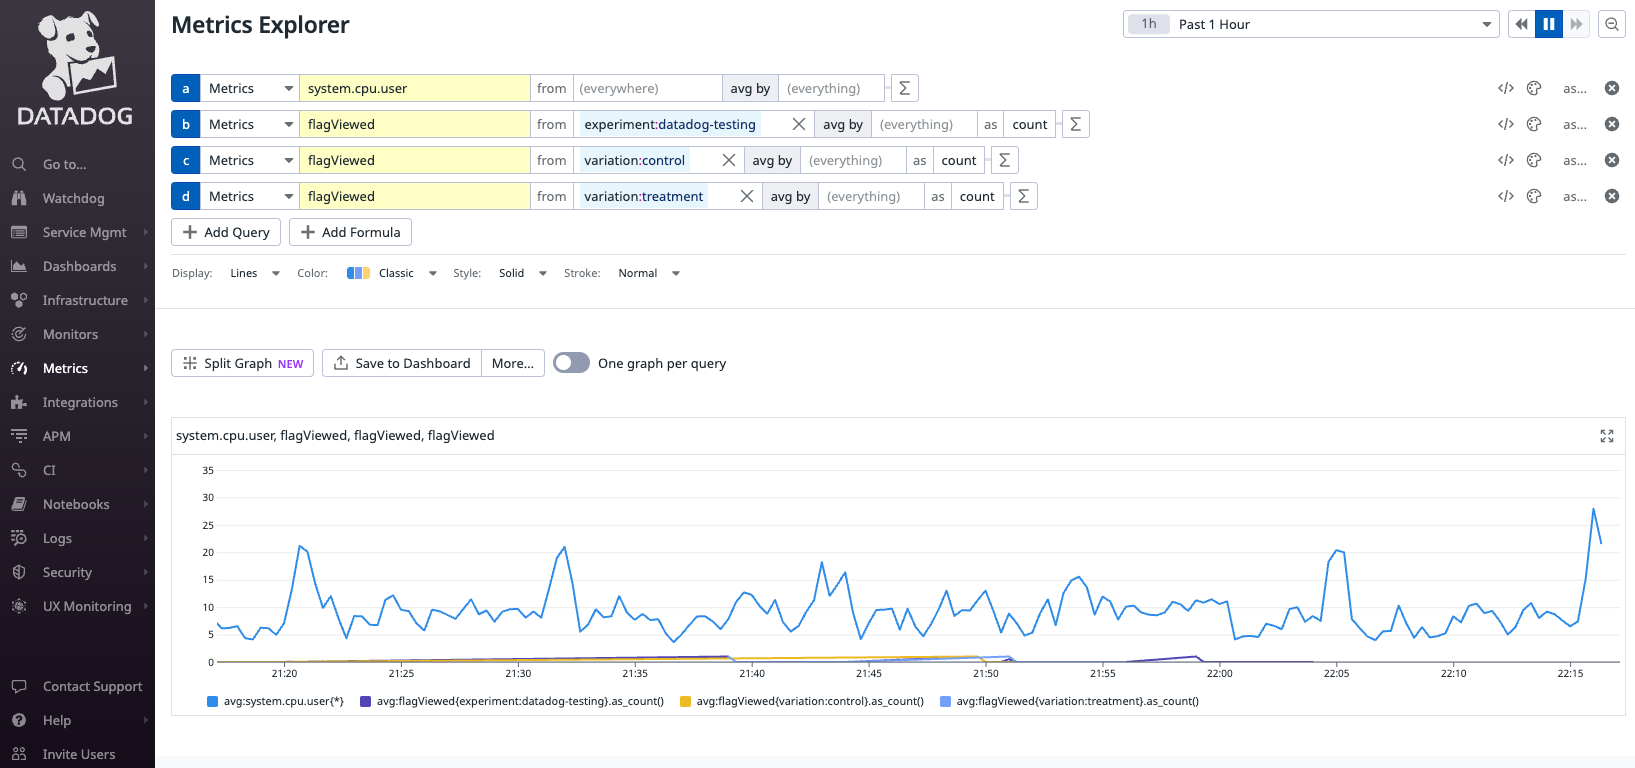 DATADOG
Go to...
Watchdog
Service Mgmt
Dashboards
Infrastructure
Monitors
Metrics
Integrations
APM
CI
Notebooks
Logs
Security
UX Monitoring
Contact Support
Help
Invite Users
Metrics Explorer
1h Past 1 Hour
a Metrics system.cpu.user from (everywhere) avg by (everything) Σ </> as...
b Metrics flagViewed from experiment:datadog-testing avg by (everything) as count Σ </> as...
c Metrics flagViewed from variation:control avg by (everything) as count Σ </> as...
d Metrics flagViewed from variation:treatment avg by (everything) as count Σ </> as...
Add Query Add Formula
Display: Lines Color: Classic Style: Solid Stroke: Normal
Split Graph NEW Save to Dashboard More... One graph per query
system.cpu.user, flagViewed, flagViewed, flagViewed
35
30
25
20
15
10
5
0
21:20 21:25 21:30 21:35 21:40 21:45 21:50 21:55 22:00 22:05 22:10 22:15
avg:system.cpu.user{*} avg:flagViewed{experiment:datadog-testing}.as_count() avg:flagViewed{variation:control}.as_count() avg:flagViewed{variation:treatment}.as_count()